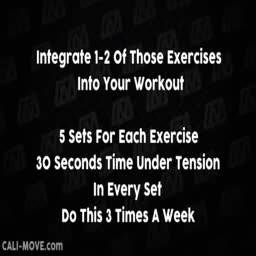 Integrate 1-2 Of Those Exercises
Into Your Workout
5 Sets For Each Exercise
30 Seconds Time Under Tension
In Every Set
Do This 3 Times A Week
CALI-MOVE.com